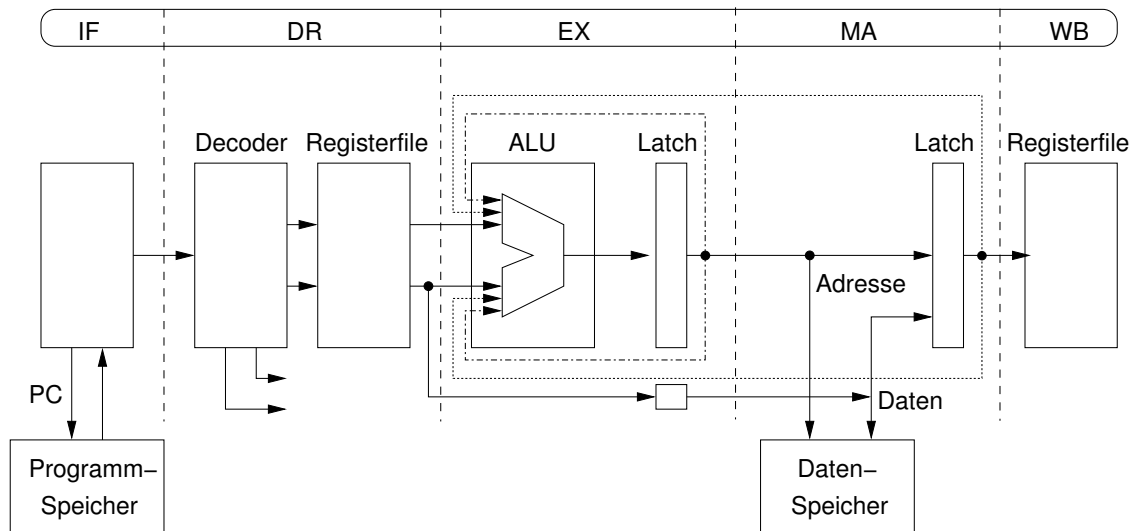 IF
DR
EX
MA
WB
Decoder
Registerfile
ALU
Latch
Latch
Registerfile
Adresse
PC
Daten
Programm-
Speicher
Daten-
Speicher